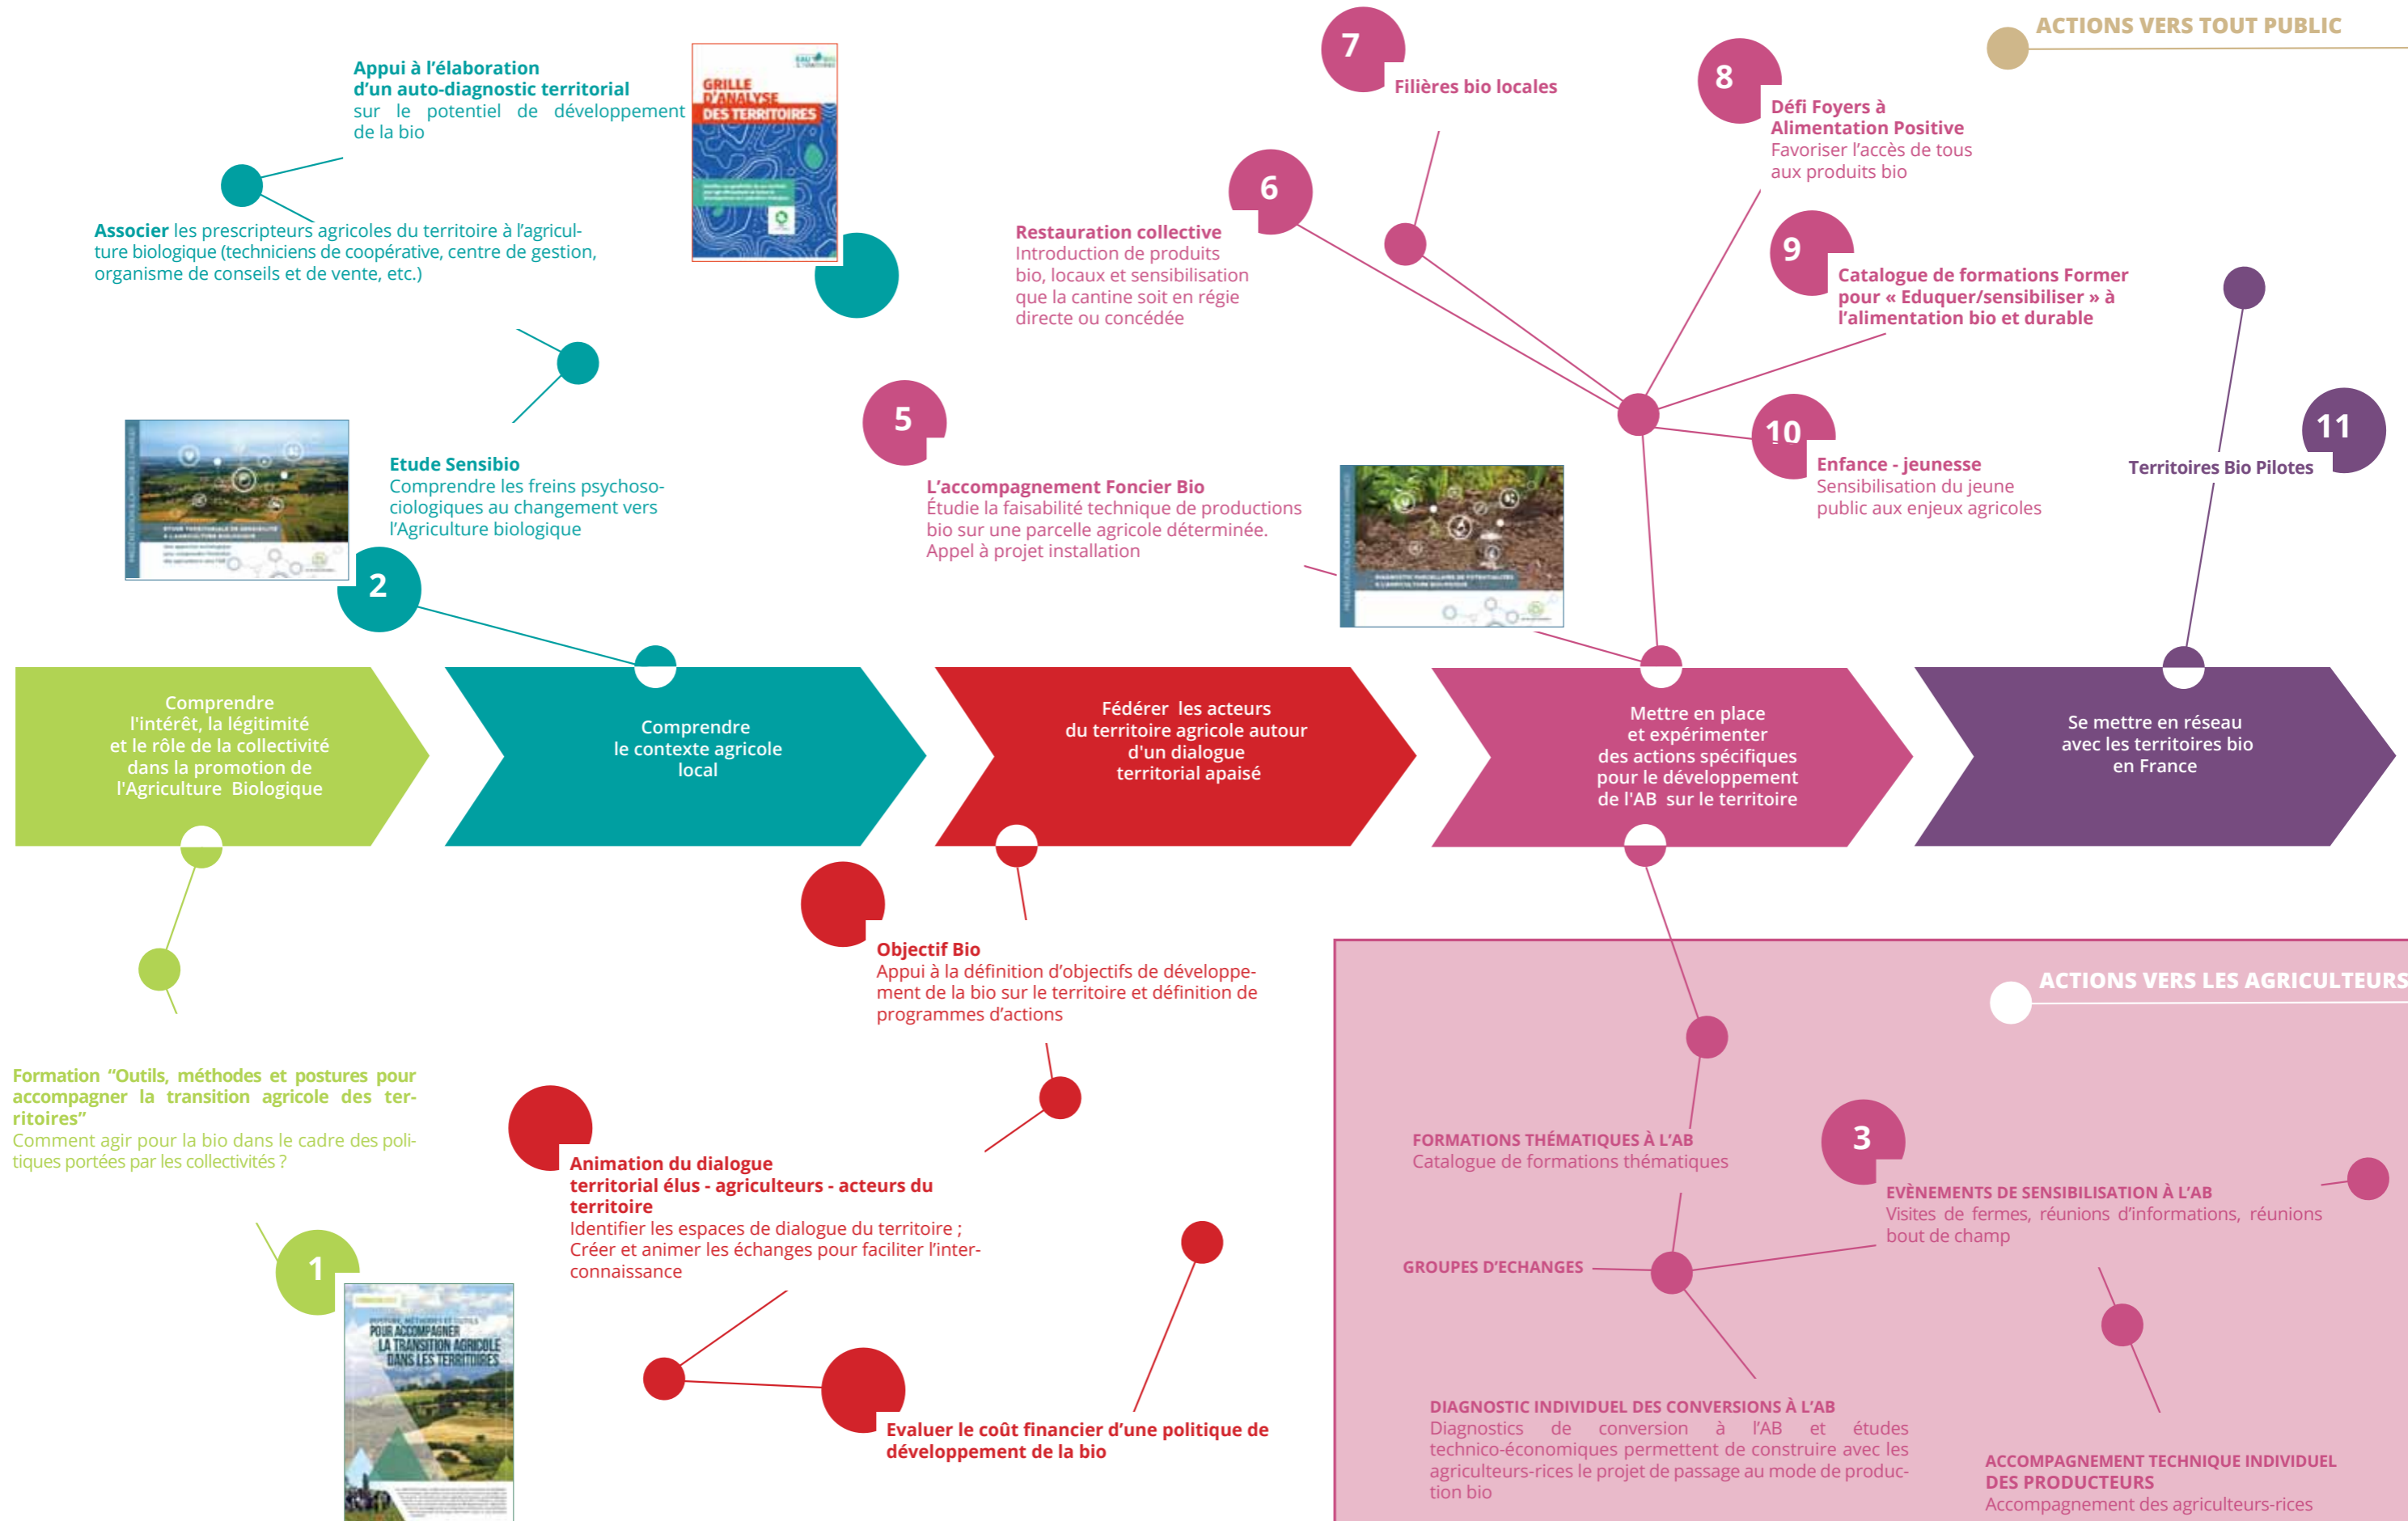 ACTIONS VERS TOUT PUBLIC
Appui à l'élaboration
d'un auto-diagnostic territorial
sur le potentiel de développement
de la bio
GRILLE
D'ANALYSE
DES TERRITOIRES
Associer les prescripteurs agricoles du territoire à l'agricul-
ture biologique (techniciens de coopérative, centre de gestion,
organisme de conseils et de vente, etc.)
Etude Sensibio
Comprendre les freins psychoso-
ciologiques au changement vers
l'Agriculture biologique
ETUDE TERRITORIALE DE SENSIBILITÉ
À L'AGRICULTURE BIOLOGIQUE
2
7
Filières bio locales
6
Restauration collective
Introduction de produits
bio, locaux et sensibilisation
que la cantine soit en régie
directe ou concédée
8
Défi Foyers à
Alimentation Positive
Favoriser l'accès de tous
aux produits bio
9
Catalogue de formations Former
pour « Eduquer/sensibiliser » à
l'alimentation bio et durable
5
L'accompagnement Foncier Bio
Étudie la faisabilité technique de productions
bio sur une parcelle agricole déterminée.
Appel à projet installation
DIAGNOSTIC PARCELLAIRE DE POTENTIALITÉS
À L'AGRICULTURE BIOLOGIQUE
10
Enfance - jeunesse
Sensibilisation du jeune
public aux enjeux agricoles
11
Territoires Bio Pilotes
Comprendre
l'intérêt, la légitimité
et le rôle de la collectivité
dans la promotion de
l'Agriculture Biologique
Comprendre
le contexte agricole
local
Fédérer les acteurs
du territoire agricole autour
d'un dialogue
territorial apaisé
Mettre en place
et expérimenter
des actions spécifiques
pour le développement
de l'AB sur le territoire
Se mettre en réseau
avec les territoires bio
en France
Formation “Outils, méthodes et postures pour
accompagner la transition agricole des ter-
ritoires”
Comment agir pour la bio dans le cadre des poli-
tiques portées par les collectivités ?
1
POUR ACCOMPAGNER
LA TRANSITION AGRICOLE
DANS LES TERRITOIRES
Objectif Bio
Appui à la définition d'objectifs de développe-
ment de la bio sur le territoire et définition de
programmes d'actions
Animation du dialogue
territorial élus - agriculteurs - acteurs du
territoire
Identifier les espaces de dialogue du territoire ;
Créer et animer les échanges pour faciliter l'inter-
connaissance
Evaluer le coût financier d'une politique de
développement de la bio
ACTIONS VERS LES AGRICULTEURS
FORMATIONS THÉMATIQUES À L'AB
Catalogue de formations thématiques
3
EVÈNEMENTS DE SENSIBILISATION À L'AB
Visites de fermes, réunions d'informations, réunions
bout de champ
GROUPES D'ECHANGES
DIAGNOSTIC INDIVIDUEL DES CONVERSIONS À L'AB
Diagnostics de conversion à l'AB et études
technico-économiques permettent de construire avec les
agriculteurs-rices le projet de passage au mode de produc-
tion bio
ACCOMPAGNEMENT TECHNIQUE INDIVIDUEL
DES PRODUCTEURS
Accompagnement des agriculteurs-rices